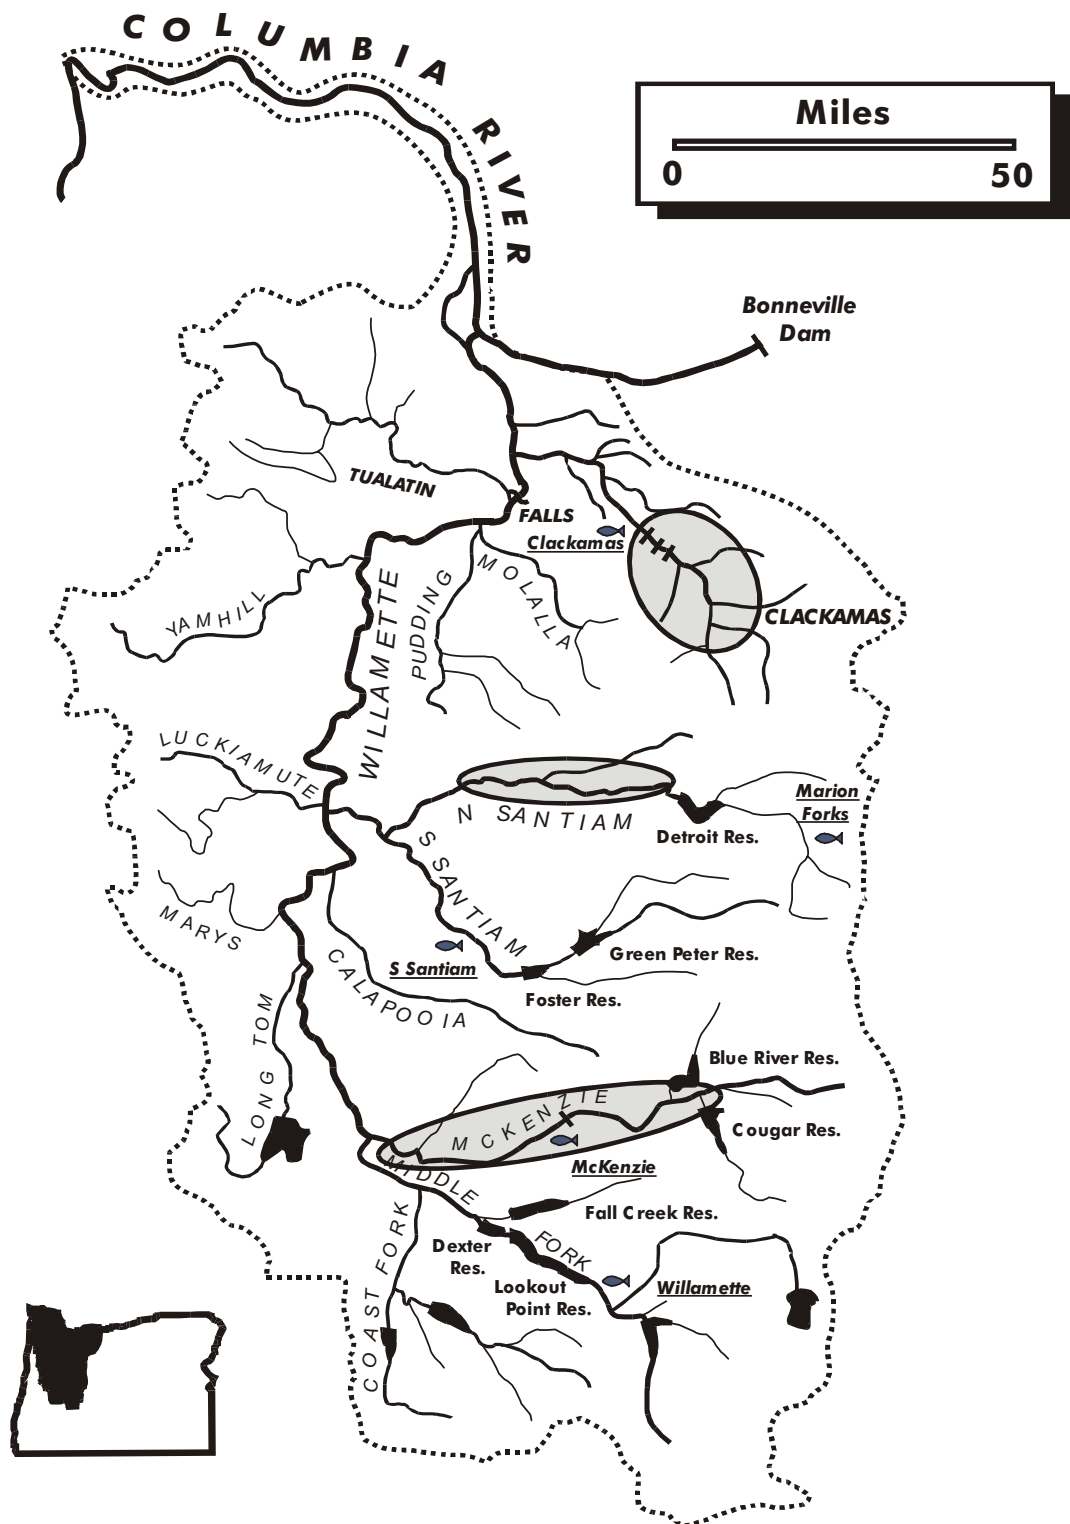 COLUMBIA
RIVER
Miles
0 50
Bonneville
Dam
TUALATIN
FALLS
Clackamas
CLACKAMAS
MOLALLA
PUDDING
YAMHILL
WILLAMETTE
LUCKIAMUTE
N SANTIAM
Marion
Forks
Detroit Res.
S SANTIAM
MARYS
S Santiam
Green Peter Res.
Foster Res.
CALAPOOIA
LONG TOM
Blue River Res.
MCKENZIE
Cougar Res.
McKenzie
MIDDLE
FORK
Fall Creek Res.
Dexter
Res.
Lookout
Point Res.
Willamette
COAST FORK